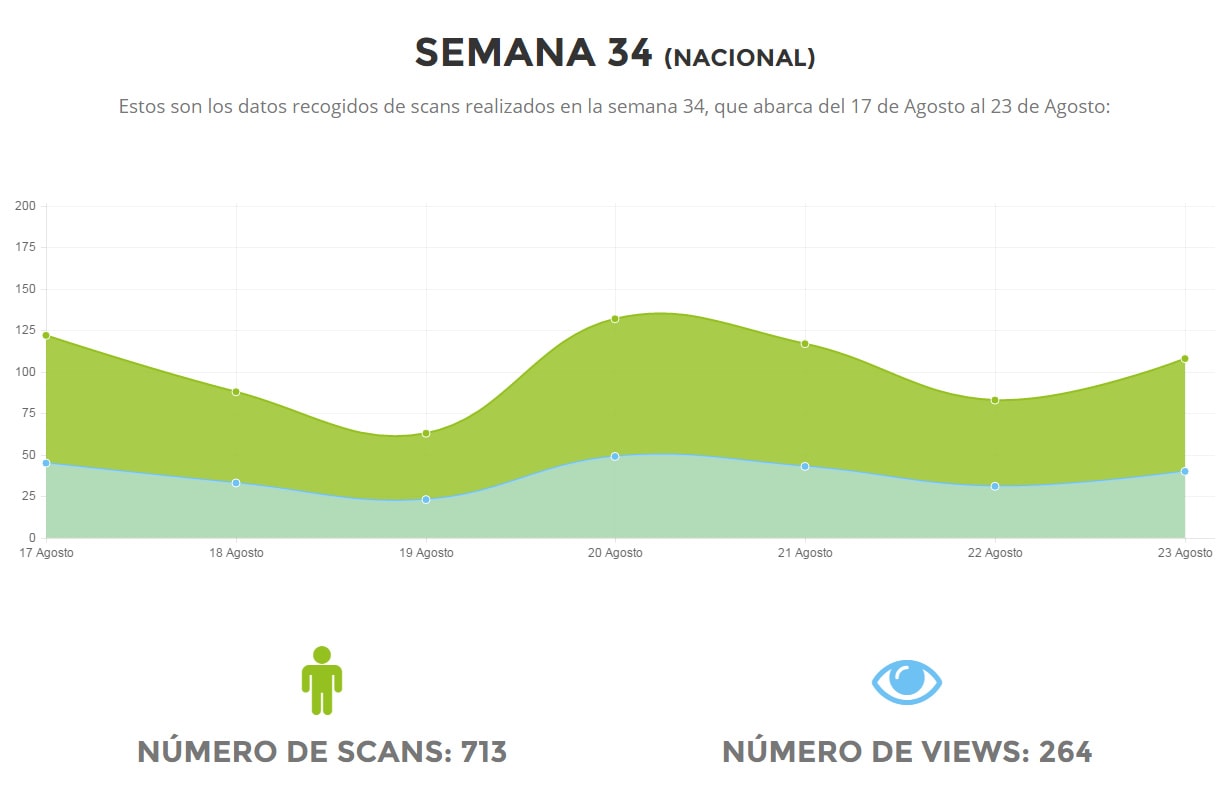 SEMANA 34 (NACIONAL)
Estos son los datos recogidos de scans realizados en la semana 34, que abarca del 17 de Agosto al 23 de Agosto:
200
175
150
125
100
75
50
25
0
17 Agosto 18 Agosto 19 Agosto 20 Agosto 21 Agosto 22 Agosto 23 Agosto
NÚMERO DE SCANS: 713 NÚMERO DE VIEWS: 264